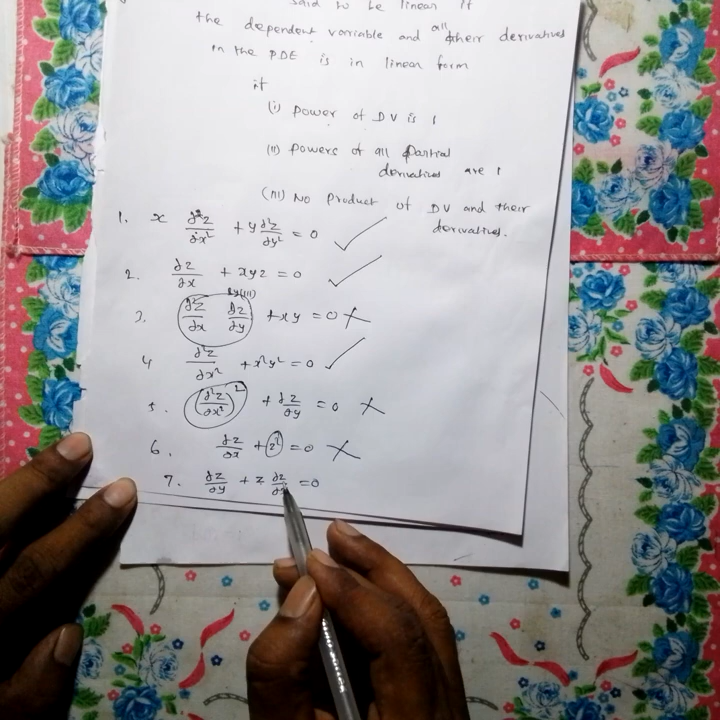 said to be linear if
the dependent variable and all their derivatives
in the PDE is in linear form
if
(i) power of DV is 1
(ii) powers of all partial
derivatives are 1
(iii) No product of DV and their
derivatives.
1. x ∂²z/∂x² + y ∂²z/∂y² = 0 ✓
2. ∂z/∂x + xyz = 0 ✓
by(iii)
3. ∂²z/∂x ∂z/∂y + xy = 0 ✗
4 ∂²z/∂x² + x²y² = 0 ✓
5. (∂²z/∂x²)² + ∂z/∂y = 0 ✗
6. ∂z/∂x + z² = 0 ✗
7. ∂z/∂y + z ∂z/∂x = 0